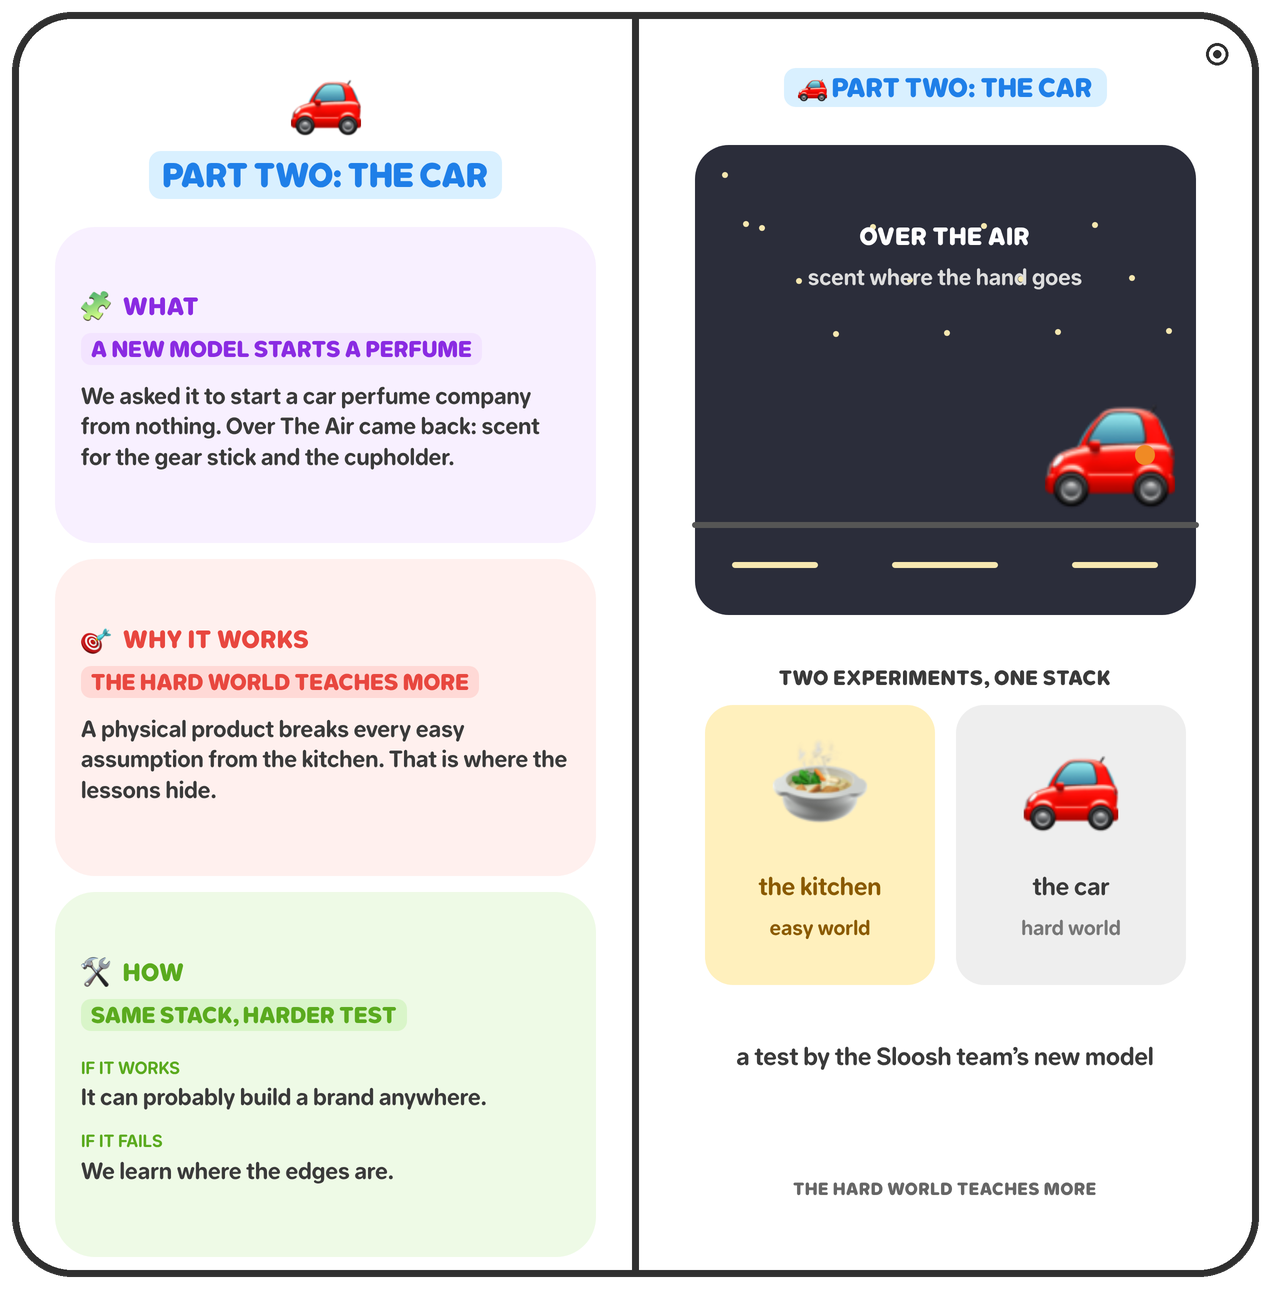 PART TWO: THE CAR
WHAT
A NEW MODEL STARTS A PERFUME
We asked it to start a car perfume company
from nothing. Over The Air came back: scent
for the gear stick and the cupholder.
WHY IT WORKS
THE HARD WORLD TEACHES MORE
A physical product breaks every easy
assumption from the kitchen. That is where the
lessons hide.
HOW
SAME STACK, HARDER TEST
IF IT WORKS
It can probably build a brand anywhere.
IF IT FAILS
We learn where the edges are.
PART TWO: THE CAR
OVER THE AIR
scent where the hand goes
TWO EXPERIMENTS, ONE STACK
the kitchen
easy world
the car
hard world
a test by the Sloosh team’s new model
THE HARD WORLD TEACHES MORE